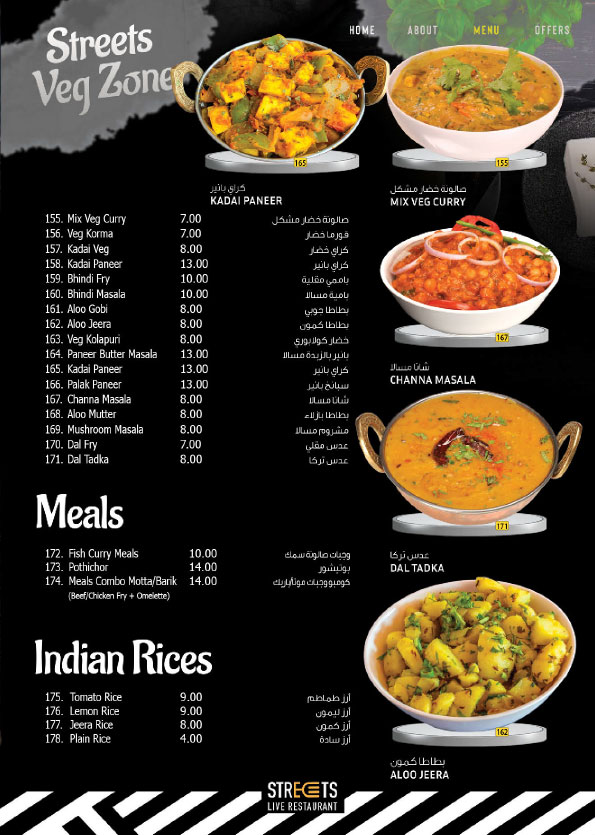 Streets
Veg Zone
HOME ABOUT MENU OFFERS
165
155
كراي بانير
KADAI PANEER
صالونة خضار مشكل
MIX VEG CURRY
155. Mix Veg Curry 7.00 صالونة خضار مشكل
156. Veg Korma 7.00 قورما خضار
157. Kadai Veg 8.00 كراي خضار
158. Kadai Paneer 13.00 كراي بانير
159. Bhindi Fry 10.00 باميي مقلية
160. Bhindi Masala 10.00 بامية مسالا
161. Aloo Gobi 8.00 بطاطا جوبي
162. Aloo Jeera 8.00 بطاطا كمون
163. Veg Kolapuri 8.00 خضار كولابوري
164. Paneer Butter Masala 13.00 بانير بالزبدة مسالا
165. Kadai Paneer 13.00 كراي بانير
166. Palak Paneer 13.00 سبانخ بانير
167. Channa Masala 8.00 شانا مسالا
168. Aloo Mutter 8.00 بطاطا بازلاء
169. Mushroom Masala 8.00 مشروم مسالا
170. Dal Fry 7.00 عدس مقلي
171. Dal Tadka 8.00 عدس تركا
167
شانا مسالا
CHANNA MASALA
171
عدس تركا
DAL TADKA
Meals
172. Fish Curry Meals 10.00 وجبات صالونة سمك
173. Pothichor 14.00 بوتيشور
174. Meals Combo Motta/Barik 14.00 كومبو وجبات موتا/باريك
(Beef/Chicken Fry + Omelette)
Indian Rices
175. Tomato Rice 9.00 أرز طماطم
176. Lemon Rice 9.00 أرز ليمون
177. Jeera Rice 8.00 أرز كمون
178. Plain Rice 4.00 أرز سادة
162
بطاطا كمون
ALOO JEERA
STREETS
LIVE RESTAURANT